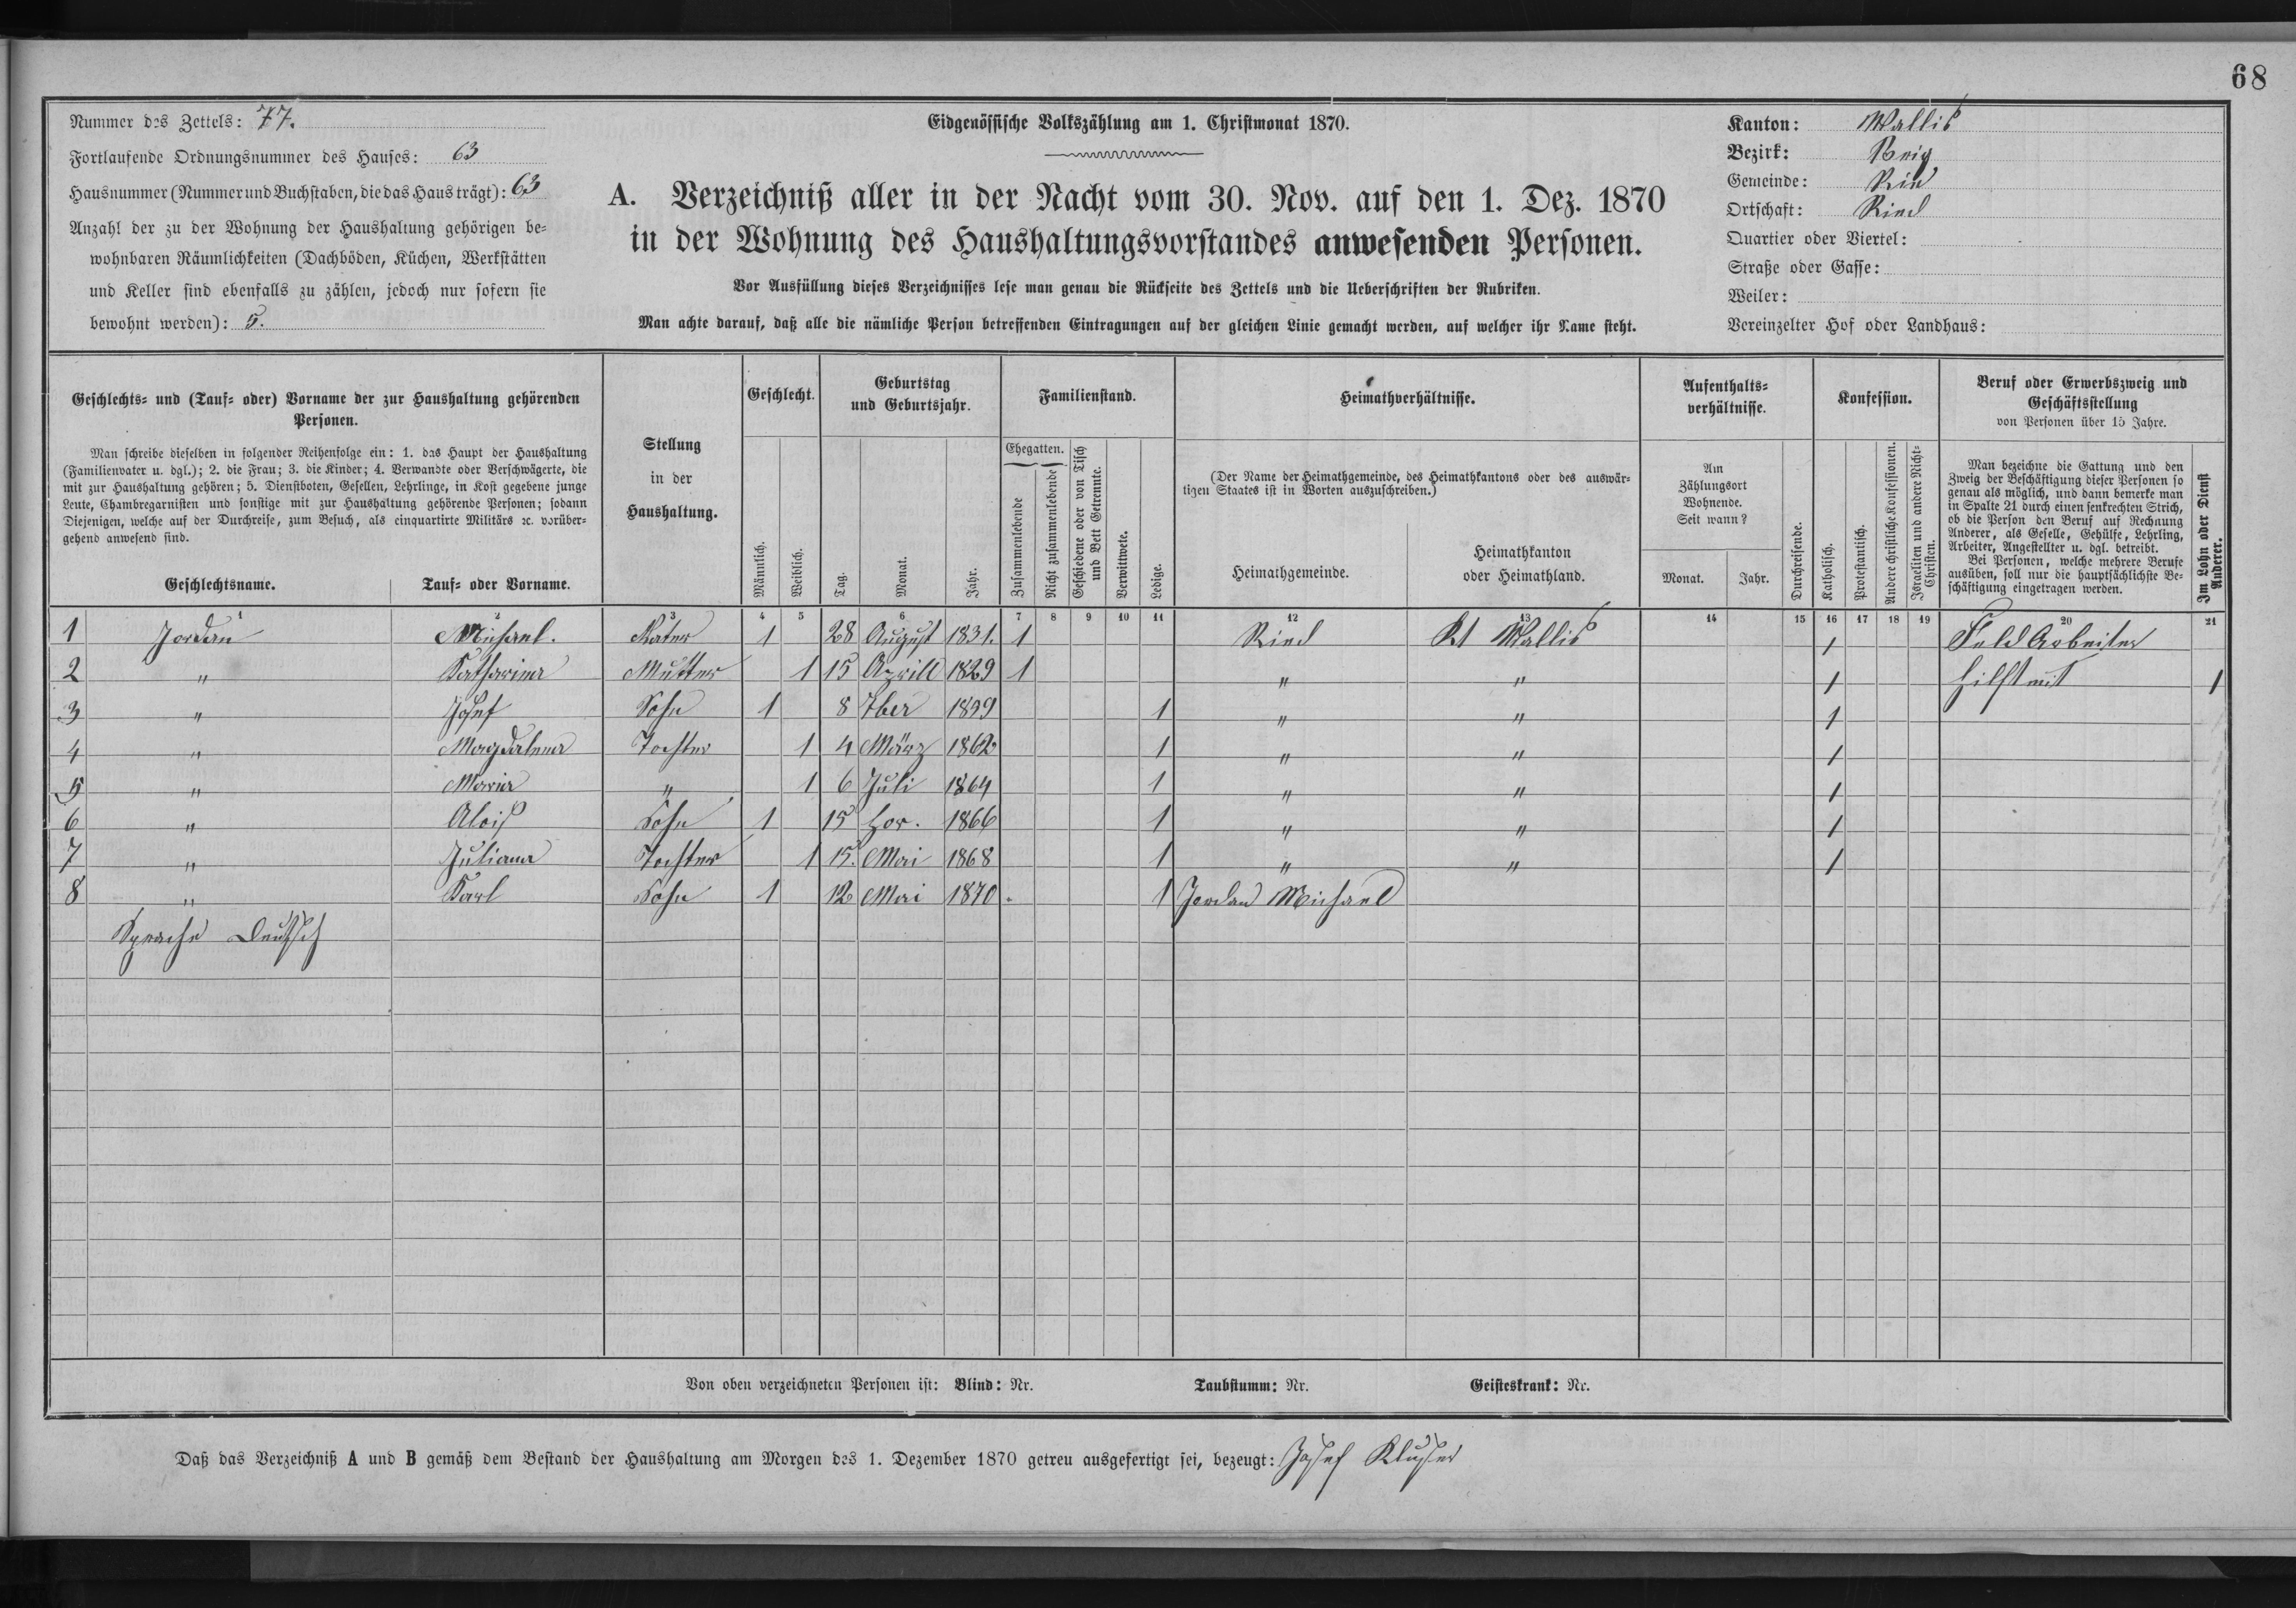 68
Nummer des Zettels: 77.
Fortlaufende Ordnungsnummer des Hauses: 63
Hausnummer (Nummer und Buchstaben, die das Haus trägt): 63
Anzahl der zu der Wohnung der Haushaltung gehörigen be-
wohnbaren Räumlichkeiten (Dachböden, Küchen, Werkstätten
und Keller sind ebenfalls zu zählen, jedoch nur sofern sie
bewohnt werden): 5.
Eidgenössische Volkszählung am 1. Christmonat 1870.
A. Verzeichniß aller in der Nacht vom 30. Nov. auf den 1. Dez. 1870
in der Wohnung des Haushaltungsvorstandes anwesenden Personen.
Vor Ausfüllung dieses Verzeichnisses lese man genau die Rückseite des Zettels und die Ueberschriften der Rubriken.
Man achte darauf, daß alle die nämliche Person betreffenden Eintragungen auf der gleichen Linie gemacht werden, auf welcher ihr Name steht.
Kanton: Wallis
Bezirk: Brig
Gemeinde: Ried
Ortschaft: Ried
Quartier oder Viertel:
Straße oder Gasse:
Weiler:
Vereinzelter Hof oder Landhaus:
Geschlechts- und (Tauf- oder) Vorname der zur Haushaltung gehörenden
Personen.
Man schreibe dieselben in folgender Reihenfolge ein: 1. das Haupt der Haushaltung
(Familienvater u. dgl.); 2. die Frau; 3. die Kinder; 4. Verwandte oder Verschwägerte, die
mit zur Haushaltung gehören; 5. Dienstboten, Gesellen, Lehrlinge, in Kost gegebene junge
Leute, Chambregarnisten und sonstige mit zur Haushaltung gehörende Personen; sodann
Diejenigen, welche auf der Durchreise, zum Besuch, als einquartirte Militärs ꝛc. vorüber-
gehend anwesend sind.
Geschlechtsname.
Tauf- oder Vorname.
Stellung
in der
Haushaltung.
Geschlecht.
Männlich.
Weiblich.
Geburtstag
und Geburtsjahr.
Tag.
Monat.
Jahr.
Familienstand.
Ehegatten.
Zusammenlebende
Nicht zusammenlebende
Geschiedene oder von Tisch
und Bett Getrennte.
Verwittwete.
Ledige.
Heimathverhältnisse.
(Der Name der Heimathgemeinde, des Heimathkantons oder des auswär-
tigen Staates ist in Worten auszuschreiben.)
Heimathgemeinde.
Heimathkanton
oder Heimathland.
Aufenthalts-
verhältnisse.
Am
Zählungsort
Wohnende.
Seit wann?
Monat.
Jahr.
Durchreisende.
Konfession.
Katholisch.
Protestantisch.
Andere christliche Konfessionen.
Israeliten und andere Nicht-
Christen.
Beruf oder Erwerbszweig und
Geschäftsstellung
von Personen über 15 Jahre.
Man bezeichne die Gattung und den
Zweig der Beschäftigung dieser Personen so
genau als möglich, und dann bemerke man
in Spalte 21 durch einen senkrechten Strich,
ob die Person den Beruf auf Rechnung
Anderer, als Geselle, Gehülfe, Lehrling,
Arbeiter, Angestellter u. dgl. betreibt.
Bei Personen, welche mehrere Berufe
ausüben, soll nur die hauptsächlichste Be-
schäftigung eingetragen werden.
Im Lohn oder Dienst
Anderer.
1 2 3 4 5 6 7 8 9 10 11 12 13 14 15 16 17 18 19 20 21
1 Jordan Michael. Vater 1 28 August 1831. 1 Ried Kt Wallis 1 Feld Arbeiter
2 " Katharina Mutter 1 15 Aprill 1829 1 " " 1 hilft mit 1
3 " Josef Sohn 1 8 7ber 1859 1 " " 1
4 " Magdalena Tochter 1 4 März 1862 1 " " 1
5 " Maria " 1 6 Juli 1864 1 " " 1
6 " Alois Sohn 1 15 Hor. 1866 1 " " 1
7 " Juliana Tochter 1 15. Mai 1868 1 " " 1
8 " Karl Sohn 1 12 Mai 1870. 1 Jordan Michael
Sprache Deutsch
Von oben verzeichneten Personen ist: Blind: Nr. Taubstumm: Nr. Geisteskrank: Nr.
Daß das Verzeichniß A und B gemäß dem Bestand der Haushaltung am Morgen des 1. Dezember 1870 getreu ausgefertigt sei, bezeugt: Josef Kluser